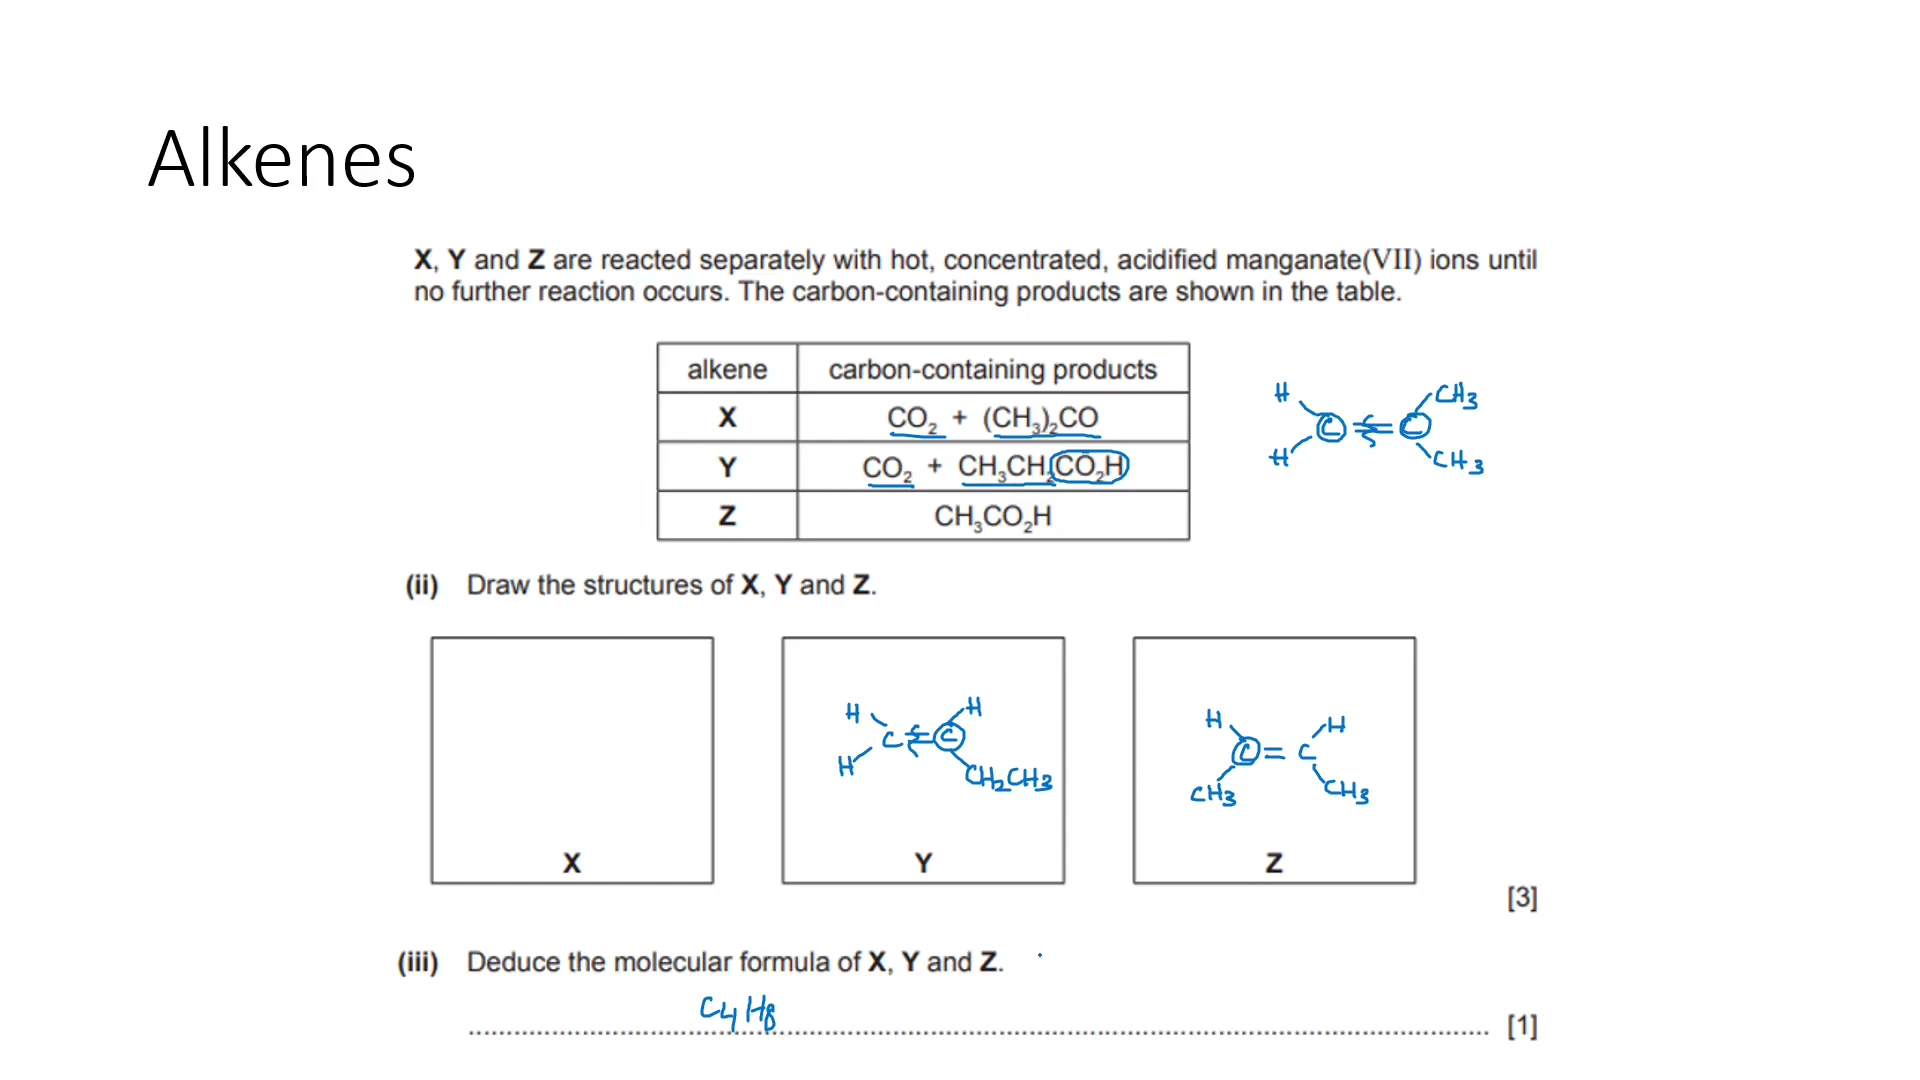 Alkenes
X, Y and Z are reacted separately with hot, concentrated, acidified manganate(VII) ions until
no further reaction occurs. The carbon-containing products are shown in the table.
alkene carbon-containing products
X CO₂ + (CH₃)₂CO
Y CO₂ + CH₃CH₂CO₂H
Z CH₃CO₂H
H CH3
C = C
H CH3
(ii) Draw the structures of X, Y and Z.
H H
C = C
H CH2CH3
H H
C = C
CH3 CH3
X Y Z
[3]
(iii) Deduce the molecular formula of X, Y and Z.
C4H8
[1]